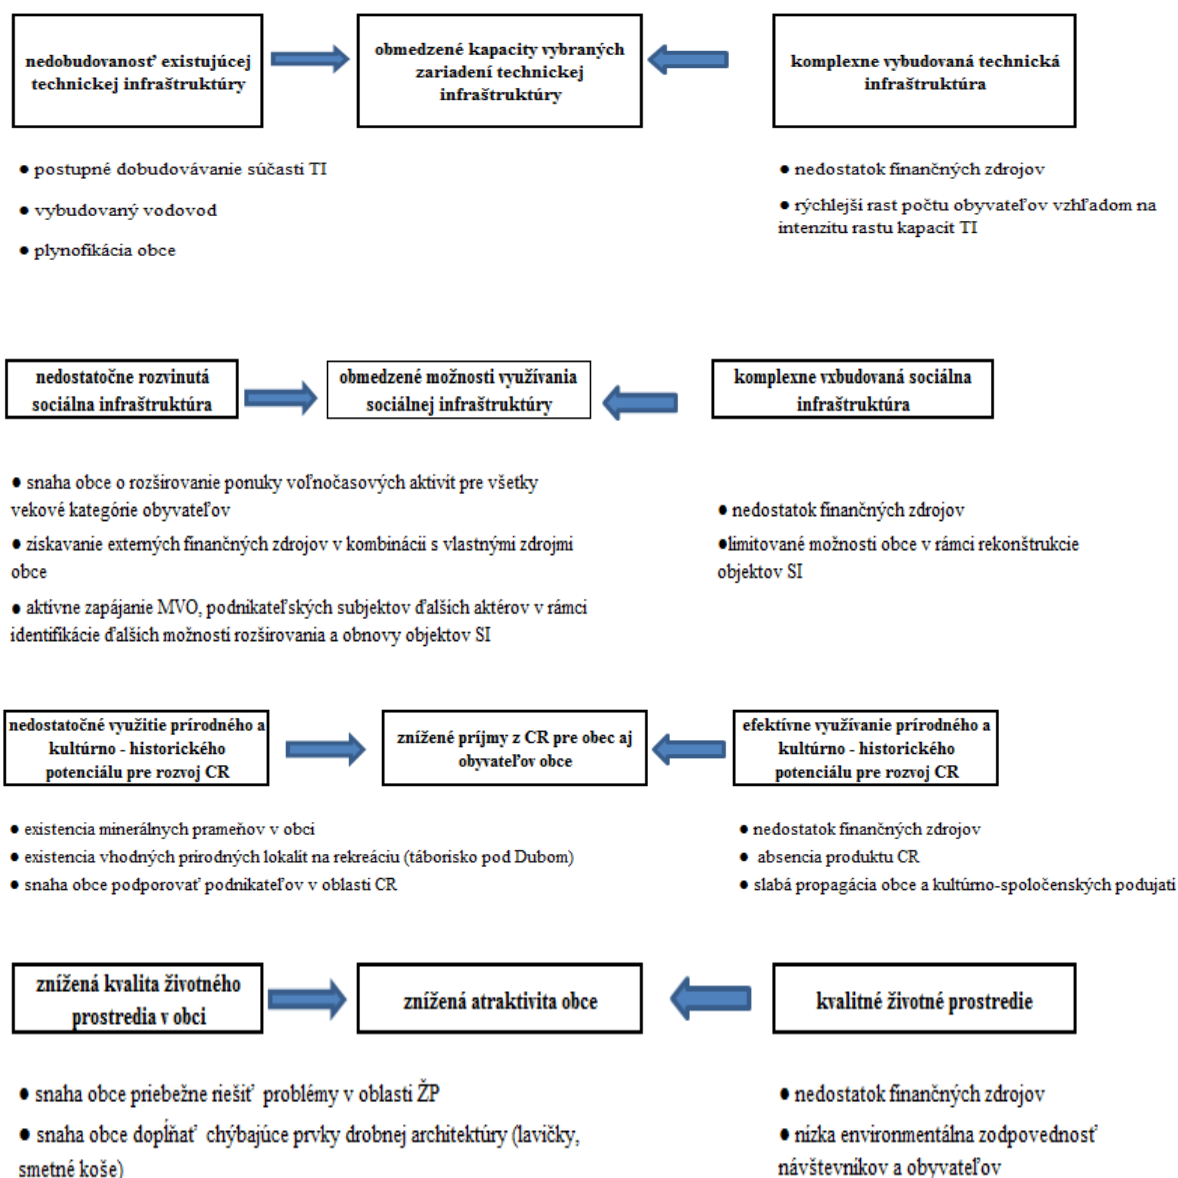 nedobudovanosť existujúcej
technickej infraštruktúry
obmedzené kapacity vybraných
zariadení technickej
infraštruktúry
komplexne vybudovaná technická
infraštruktúra
● postupné dobudovávanie súčasti TI
● vybudovaný vodovod
● plynofikácia obce
● nedostatok finančných zdrojov
● rýchlejší rast počtu obyvateľov vzhľadom na
intenzitu rastu kapacit TI
nedostatočne rozvinutá
sociálna infraštruktúra
obmedzené možnosti využívania
sociálnej infraštruktúry
komplexne vxbudovaná sociálna
infraštruktúra
● snaha obce o rozširovanie ponuky voľnočasových aktivít pre všetky
vekové kategórie obyvateľov
● získavanie externých finančných zdrojov v kombinácii s vlastnými zdrojmi
obce
● aktívne zapájanie MVO, podnikateľských subjektov ďalších aktérov v rámci
identifikácie ďalších možností rozširovania a obnovy objektov SI
● nedostatok finančných zdrojov
●limitované možnosti obce v rámci rekonštrukcie
objektov SI
nedostatočné využitie prírodného a
kultúrno - historického
potenciálu pre rozvoj CR
znížené príjmy z CR pre obec aj
obyvateľov obce
efektívne využívanie prírodného a
kultúrno - historického
potenciálu pre rozvoj CR
● existencia minerálnych prameňov v obci
● existencia vhodných prírodných lokalít na rekreáciu (táborisko pod Dubom)
● snaha obce podporovať podnikateľov v oblasti CR
● nedostatok finančných zdrojov
● absencia produktu CR
● slabá propagácia obce a kultúrno-spoločenských podujatí
znížená kvalita životného
prostredia v obci
znížená atraktivita obce
kvalitné životné prostredie
● snaha obce priebežne riešiť problémy v oblasti ŽP
● snaha obce dopĺňať chýbajúce prvky drobnej architektúry (lavičky,
smetné koše)
● nedostatok finančných zdrojov
● nízka environmentálna zodpovednosť
návštevníkov a obyvateľov